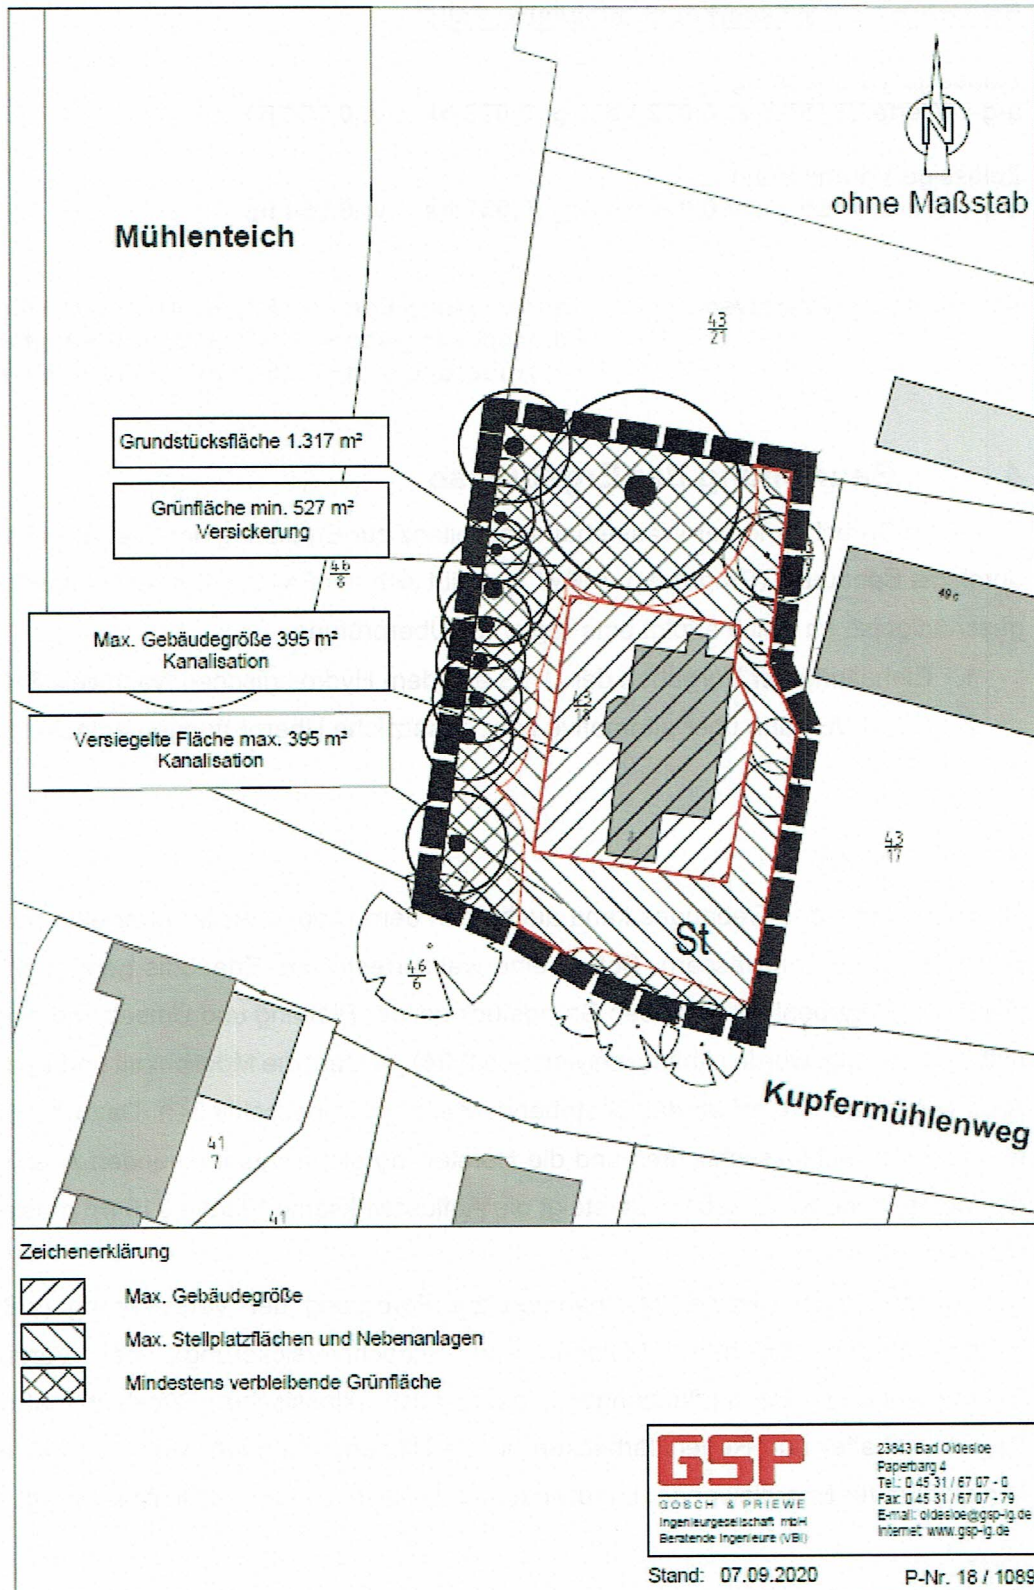 N
ohne Maßstab
Mühlenteich
43
21
Grundstücksfläche 1.317 m²
Grünfläche min. 527 m²
Versickerung
46
8
49c
Max. Gebäudegröße 395 m²
Kanalisation
43
18
Versiegelte Fläche max. 395 m²
Kanalisation
43
17
St
46
6
Kupfermühlenweg
41
7
41
Zeichenerklärung
Max. Gebäudegröße
Max. Stellplatzflächen und Nebenanlagen
Mindestens verbleibende Grünfläche
GSP
GOSCH & PRIEWE
Ingenieurgesellschaft mbH
Beratende Ingenieure (VBI)
23843 Bad Oldesloe
Paperbarg 4
Tel.: 0 45 31 / 67 07 - 0
Fax: 0 45 31 / 67 07 - 79
E-mail: oldesloe@gsp-ig.de
Internet: www.gsp-ig.de
Stand: 07.09.2020
P-Nr. 18 / 1089